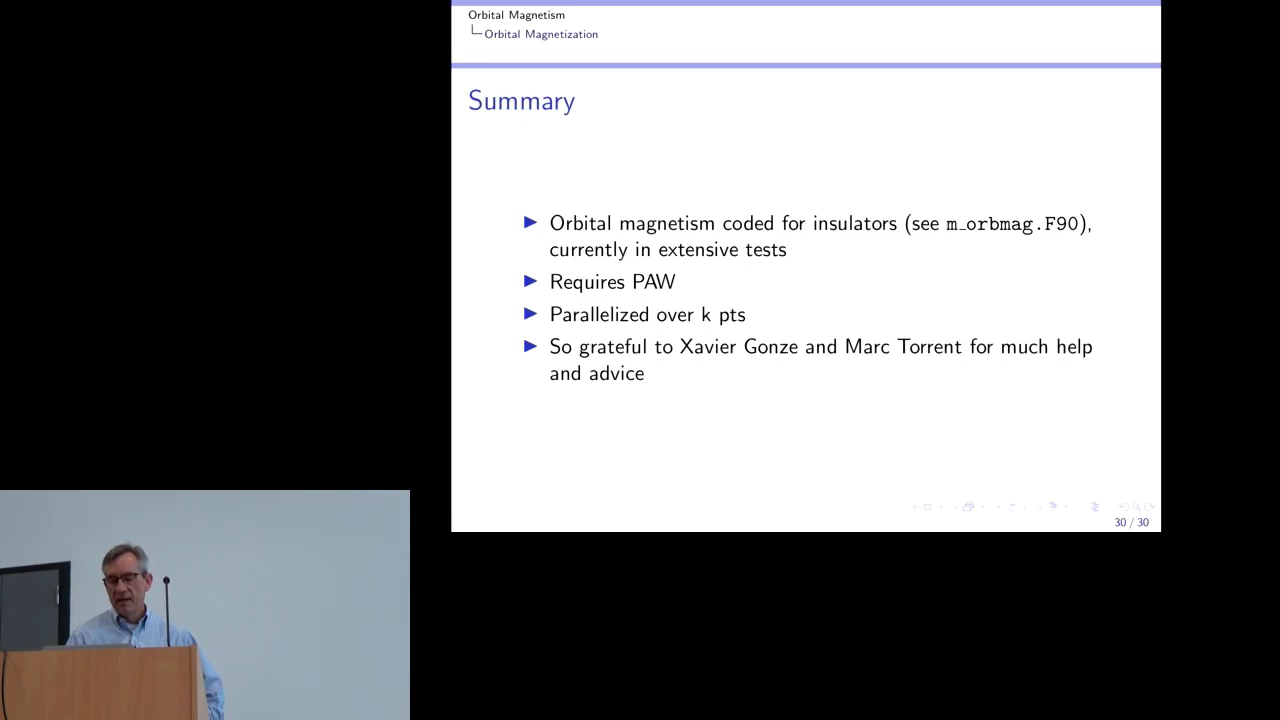 Orbital Magnetism
Orbital Magnetization
Summary
Orbital magnetism coded for insulators (see m_orbmag.F90),
currently in extensive tests
Requires PAW
Parallelized over k pts
So grateful to Xavier Gonze and Marc Torrent for much help
and advice
30 / 30